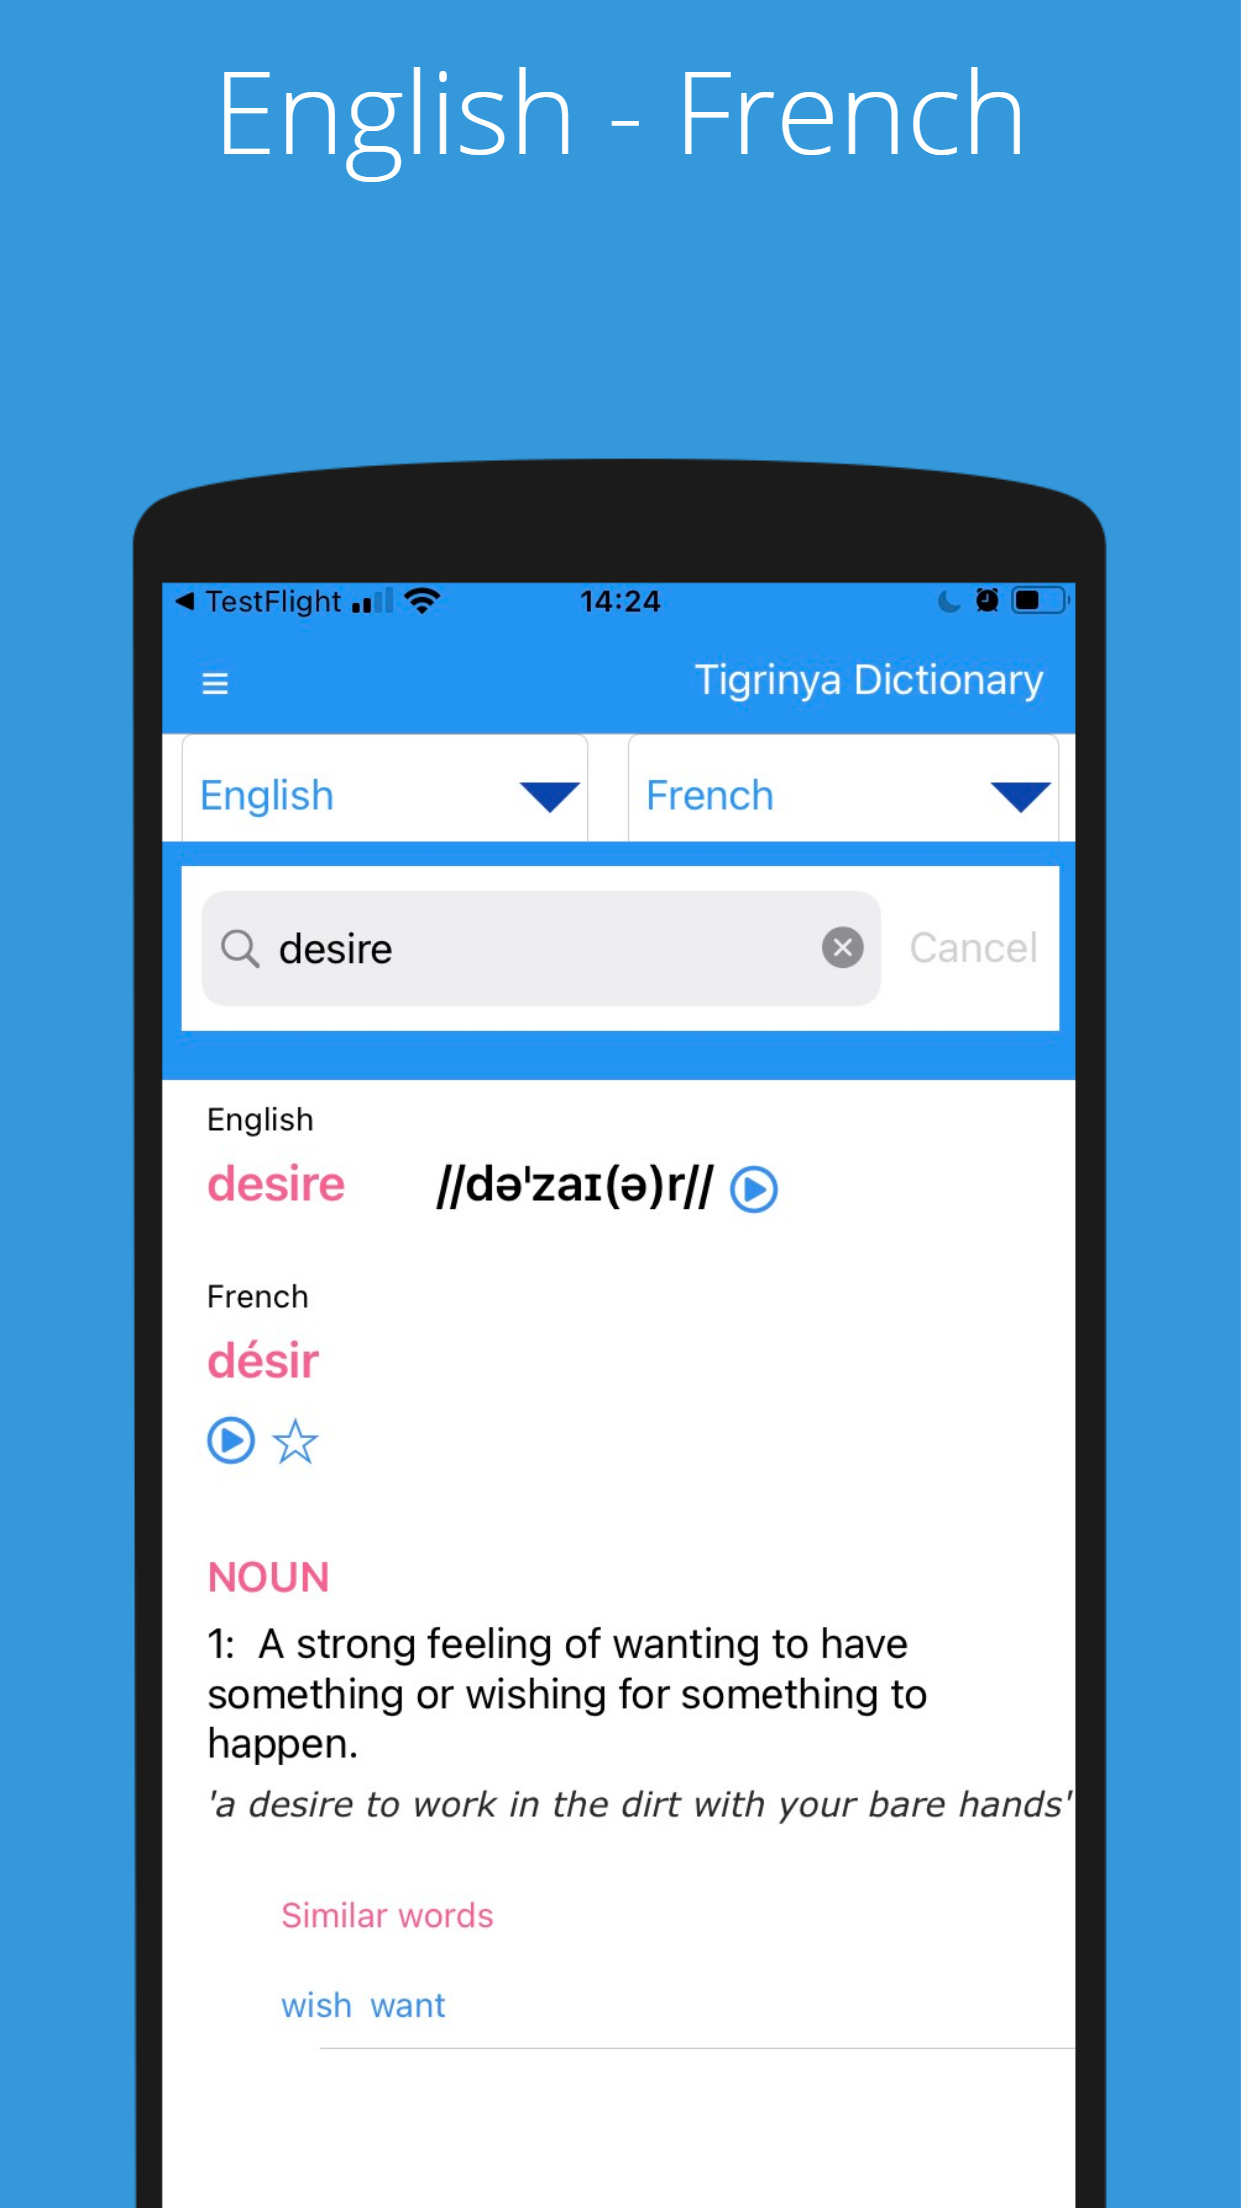 English - French
TestFlight
14:24
Tigrinya Dictionary
English
French
desire
Cancel
English
desire //də'zaɪ(ə)r//
French
désir
NOUN
1: A strong feeling of wanting to have
something or wishing for something to
happen.
'a desire to work in the dirt with your bare hands'
Similar words
wish want